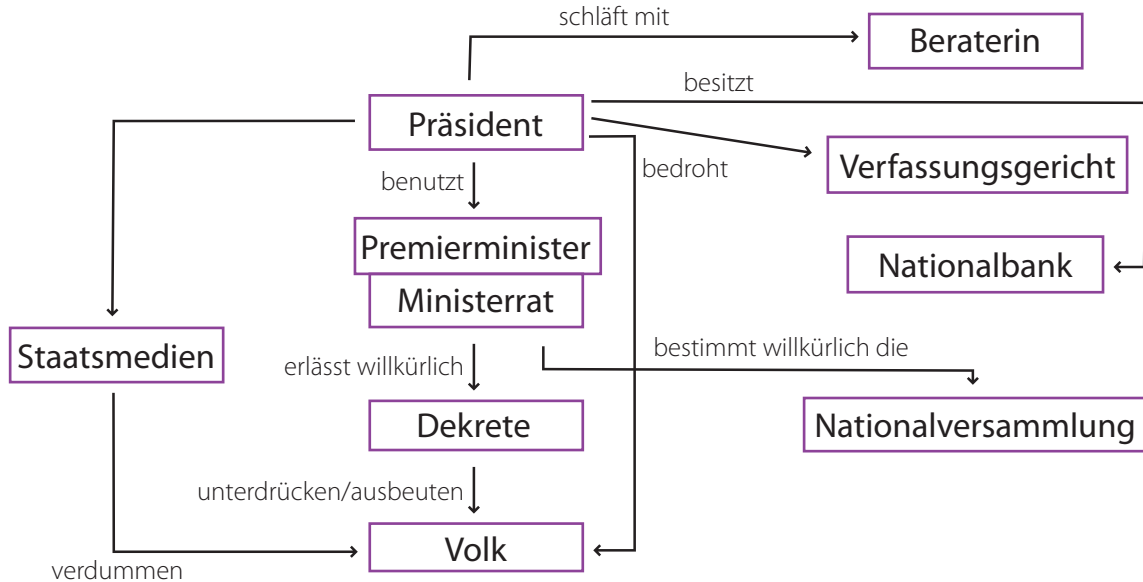 schläft mit
Beraterin
besitzt
Präsident
Verfassungsgericht
benutzt
bedroht
Premierminister
Nationalbank
Ministerrat
Staatsmedien
erlässt willkürlich
bestimmt willkürlich die
Dekrete
Nationalversammlung
unterdrücken/ausbeuten
Volk
verdummen